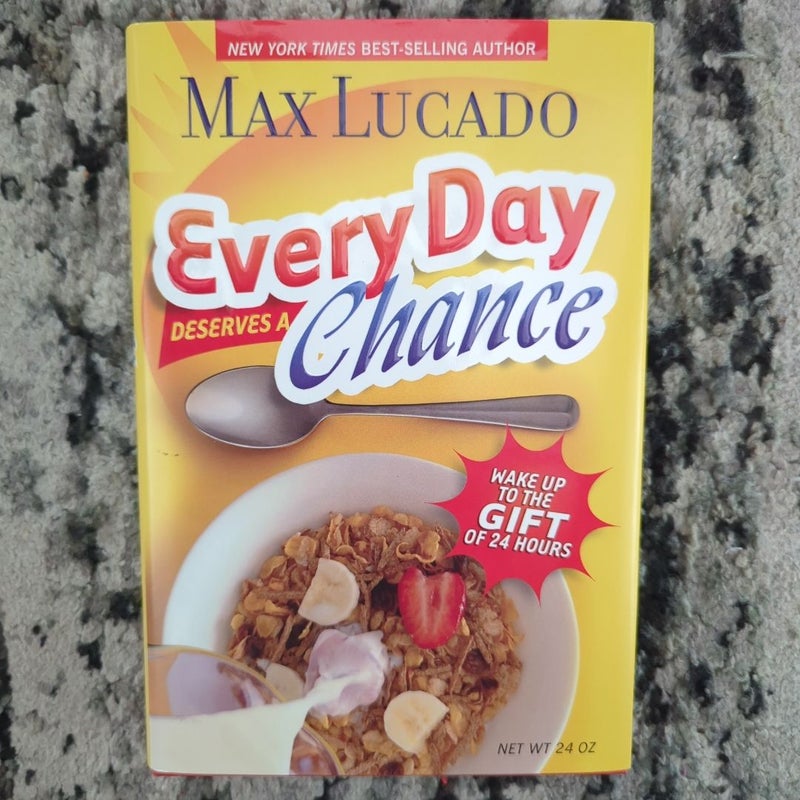 NEW YORK TIMES BEST-SELLING AUTHOR
MAX LUCADO
Every Day
DESERVES A Chance
WAKE UP
TO THE
GIFT
OF 24 HOURS
NET WT 24 OZ